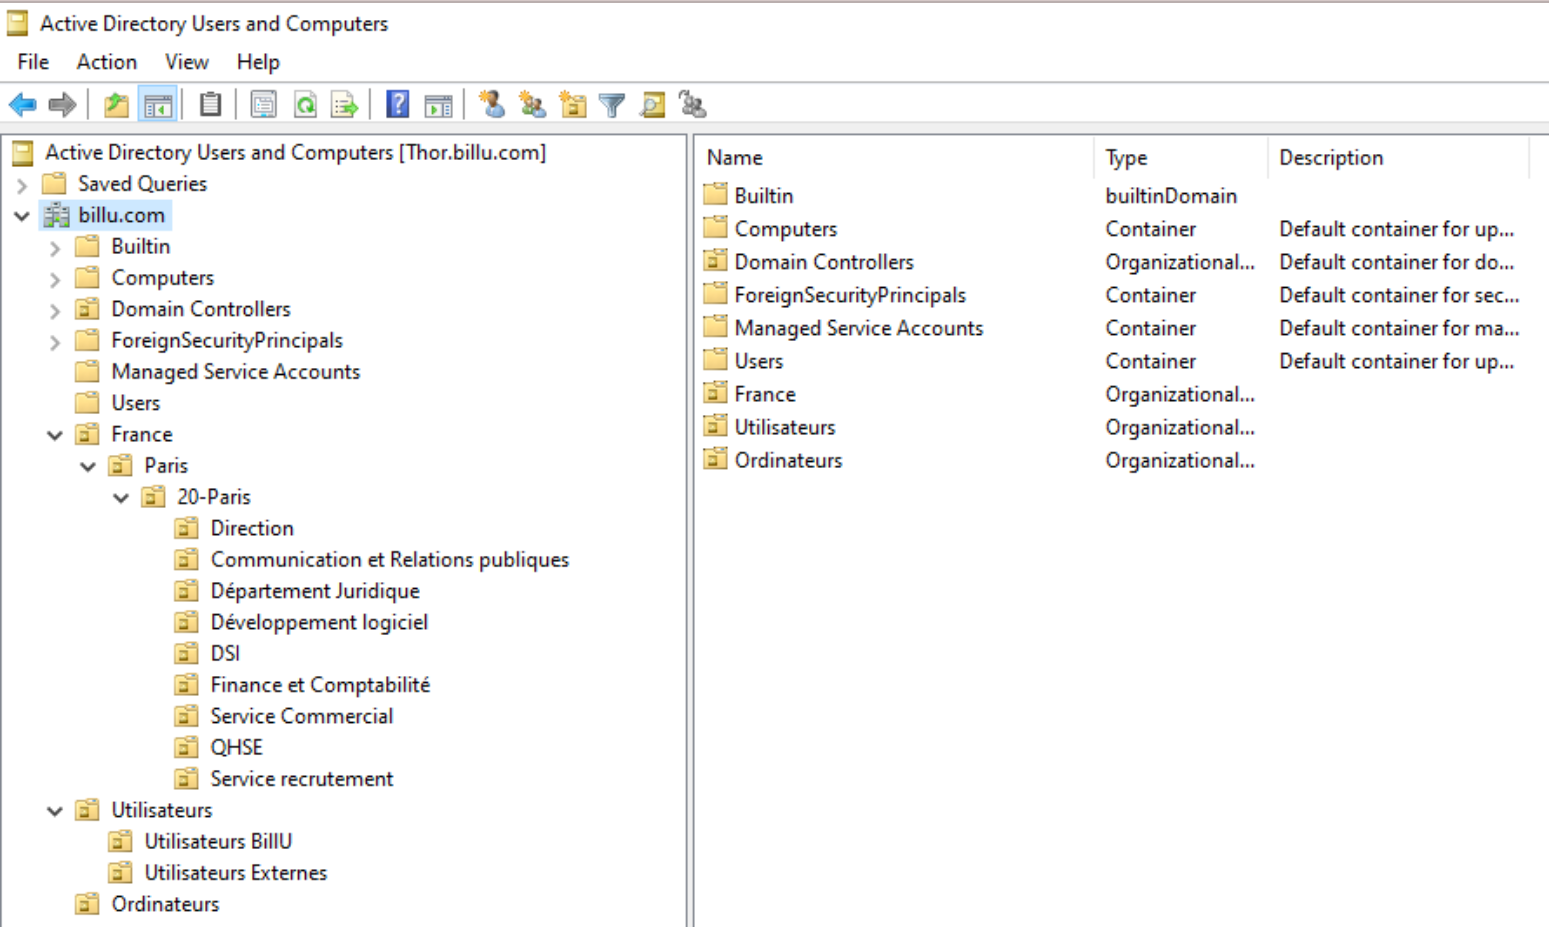 Active Directory Users and Computers
File Action View Help
Active Directory Users and Computers [Thor.billu.com]
Saved Queries
billu.com
Builtin
Computers
Domain Controllers
ForeignSecurityPrincipals
Managed Service Accounts
Users
France
Paris
20-Paris
Direction
Communication et Relations publiques
Département Juridique
Développement logiciel
DSI
Finance et Comptabilité
Service Commercial
QHSE
Service recrutement
Utilisateurs
Utilisateurs BillU
Utilisateurs Externes
Ordinateurs
Name Type Description
Builtin builtinDomain
Computers Container Default container for up...
Domain Controllers Organizational... Default container for do...
ForeignSecurityPrincipals Container Default container for sec...
Managed Service Accounts Container Default container for ma...
Users Container Default container for up...
France Organizational...
Utilisateurs Organizational...
Ordinateurs Organizational...